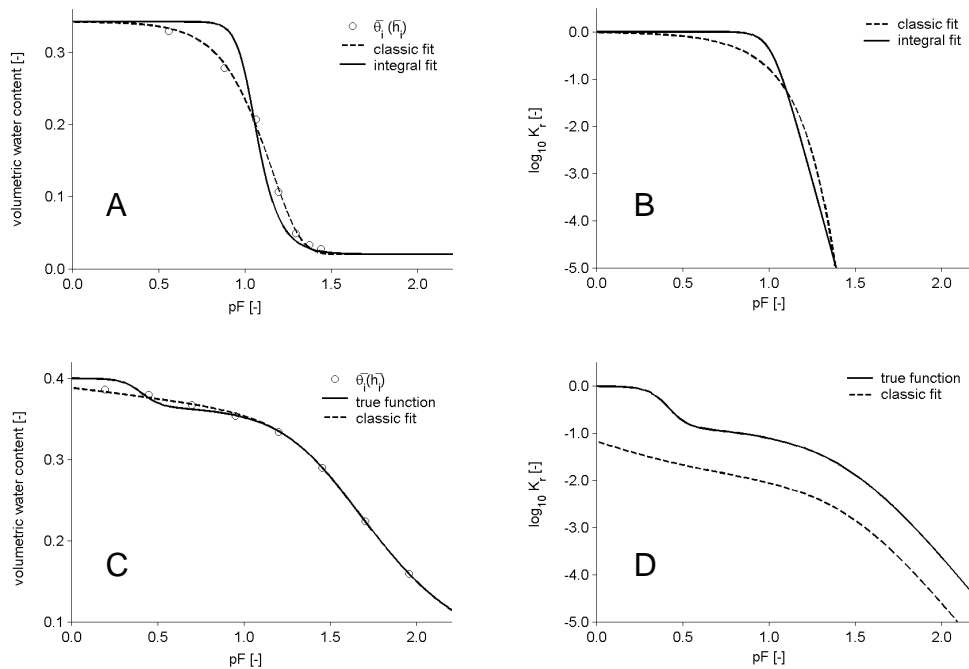 0.3
0.2
0.1
0.0
volumetric water content [-]
A
θ̄i (h̄i)
classic fit
integral fit
0.0 0.5 1.0 1.5 2.0
pF [-]
0.0
-1.0
-2.0
-3.0
-4.0
-5.0
log10 Kr [-]
B
classic fit
integral fit
0.0 0.5 1.0 1.5 2.0
pF [-]
0.4
0.3
0.2
0.1
volumetric water content [-]
C
θ̄i(h̄i)
true function
classic fit
0.0 0.5 1.0 1.5 2.0
pF [-]
0.0
-1.0
-2.0
-3.0
-4.0
-5.0
log10 Kr [-]
D
true function
classic fit
0.0 0.5 1.0 1.5 2.0
pF [-]